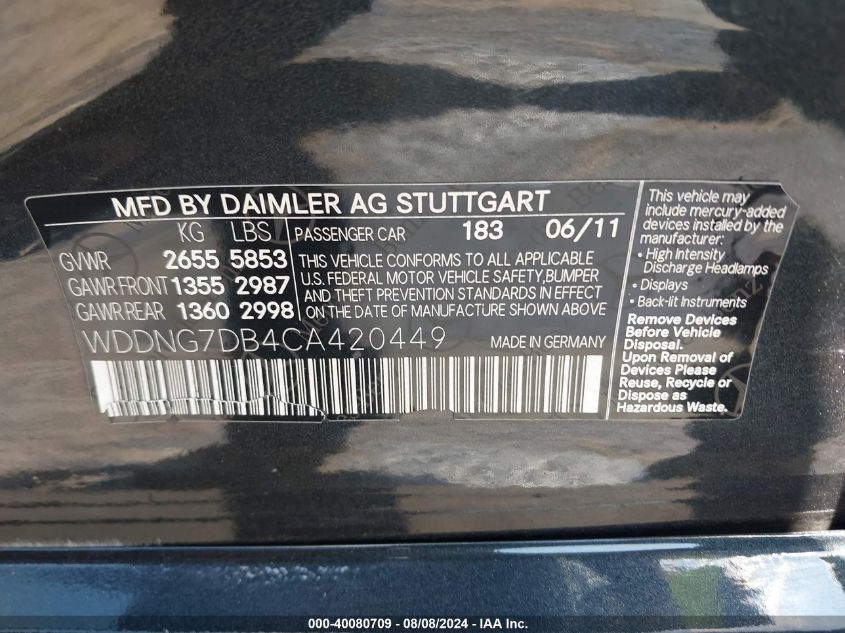 MFD BY DAIMLER AG STUTTGART
KG LBS
GVWR 2655 5853
GAWR FRONT 1355 2987
GAWR REAR 1360 2998
PASSENGER CAR 183 06/11
THIS VEHICLE CONFORMS TO ALL APPLICABLE
U.S. FEDERAL MOTOR VEHICLE SAFETY,BUMPER
AND THEFT PREVENTION STANDARDS IN EFFECT
ON THE DATE OF MANUFACTURE SHOWN ABOVE
WDDNG7DB4CA420449 MADE IN GERMANY
This vehicle may
include mercury-added
devices installed by the
manufacturer:
• High Intensity
Discharge Headlamps
• Displays
• Back-lit Instruments
Remove Devices
Before Vehicle
Disposal.
Upon Removal of
Devices Please
Reuse, Recycle or
Dispose as
Hazardous Waste.
000-40080709 - 08/08/2024 - IAA Inc.